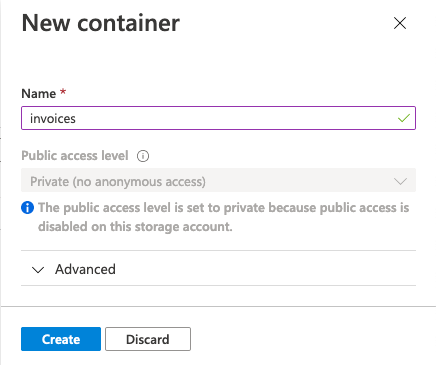 New container
Name *
invoices
Public access level
Private (no anonymous access)
The public access level is set to private because public access is
disabled on this storage account.
Advanced
Create
Discard